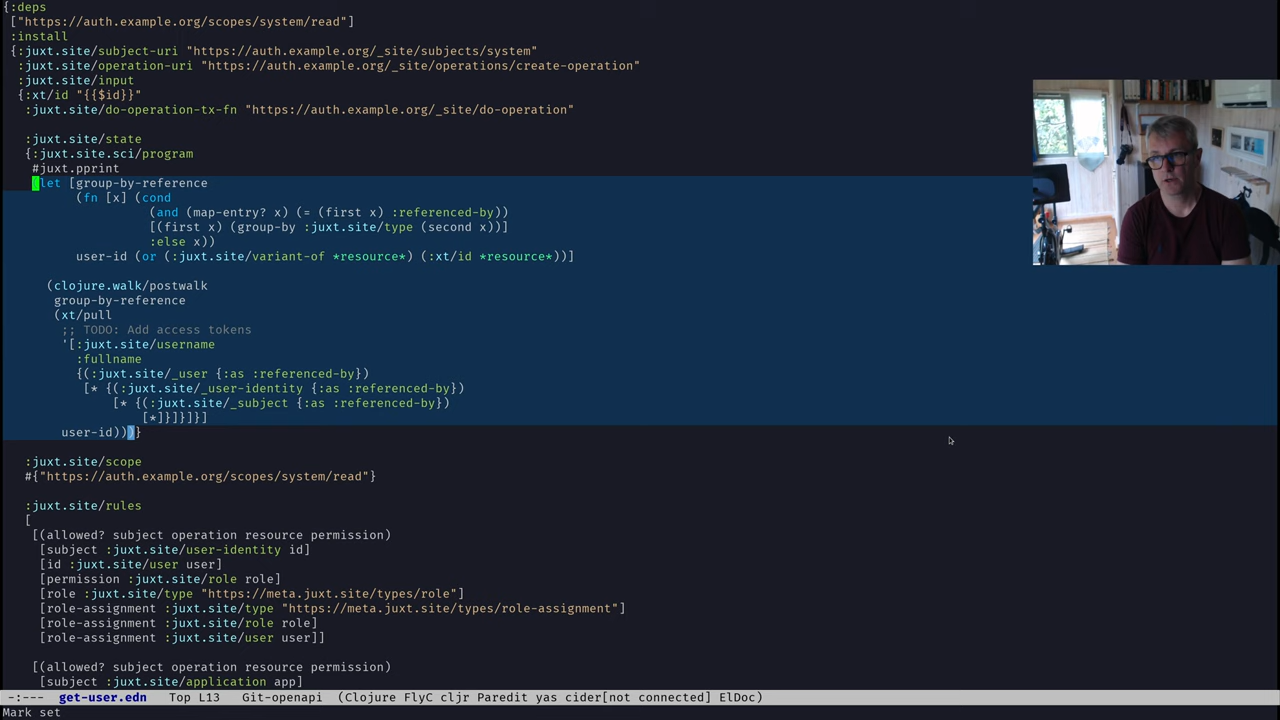 {:deps
 ["https://auth.example.org/scopes/system/read"]
 :install
 {:juxt.site/subject-uri "https://auth.example.org/_site/subjects/system"
  :juxt.site/operation-uri "https://auth.example.org/_site/operations/create-operation"
  :juxt.site/input
 {:xt/id "{{$id}}"
  :juxt.site/do-operation-tx-fn "https://auth.example.org/_site/do-operation"
  :juxt.site/state
  {:juxt.site.sci/program
   #juxt.pprint
   (let [group-by-reference
         (fn [x] (cond
                   (and (map-entry? x) (= (first x) :referenced-by))
                   [(first x) (group-by :juxt.site/type (second x))]
                   :else x))
         user-id (or (:juxt.site/variant-of *resource*) (:xt/id *resource*))]
     (clojure.walk/postwalk
      group-by-reference
      (xt/pull
       ;; TODO: Add access tokens
       '[:juxt.site/username
         :fullname
         {(:juxt.site/_user {:as :referenced-by})
          [* {(:juxt.site/_user-identity {:as :referenced-by})
              [* {(:juxt.site/_subject {:as :referenced-by})
                  [*]}]}]}]
       user-id)))}
  :juxt.site/scope
  #{"https://auth.example.org/scopes/system/read"}
  :juxt.site/rules
  [
   [(allowed? subject operation resource permission)
    [subject :juxt.site/user-identity id]
    [id :juxt.site/user user]
    [permission :juxt.site/role role]
    [role :juxt.site/type "https://meta.juxt.site/types/role"]
    [role-assignment :juxt.site/type "https://meta.juxt.site/types/role-assignment"]
    [role-assignment :juxt.site/role role]
    [role-assignment :juxt.site/user user]]
   [(allowed? subject operation resource permission)
    [subject :juxt.site/application app]
-:---  get-user.edn   Top L13   Git-openapi  (Clojure FlyC cljr Paredit yas cider[not connected] ElDoc)
Mark set